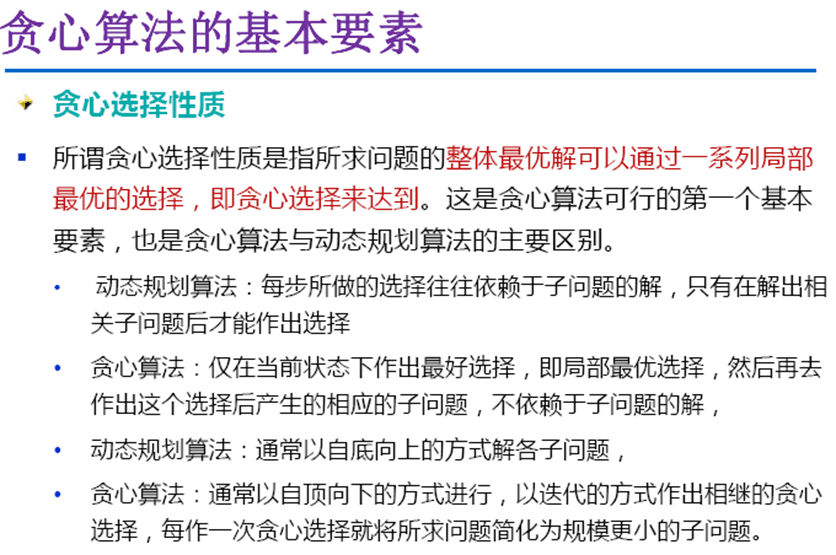 贪心算法的基本要素
贪心选择性质
所谓贪心选择性质是指所求问题的整体最优解可以通过一系列局部
最优的选择，即贪心选择来达到。这是贪心算法可行的第一个基本
要素，也是贪心算法与动态规划算法的主要区别。
动态规划算法：每步所做的选择往往依赖于子问题的解，只有在解出相
关子问题后才能作出选择
贪心算法：仅在当前状态下作出最好选择，即局部最优选择，然后再去
作出这个选择后产生的相应的子问题，不依赖于子问题的解，
动态规划算法：通常以自底向上的方式解各子问题，
贪心算法：通常以自顶向下的方式进行，以迭代的方式作出相继的贪心
选择，每作一次贪心选择就将所求问题简化为规模更小的子问题。